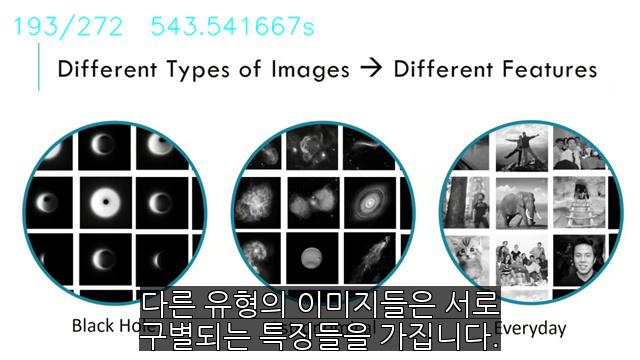 193/272 543.541667s
Different Types of Images → Different Features
다른 유형의 이미지들은 서로
구별되는 특징들을 가집니다.
Black Hole
Everyday